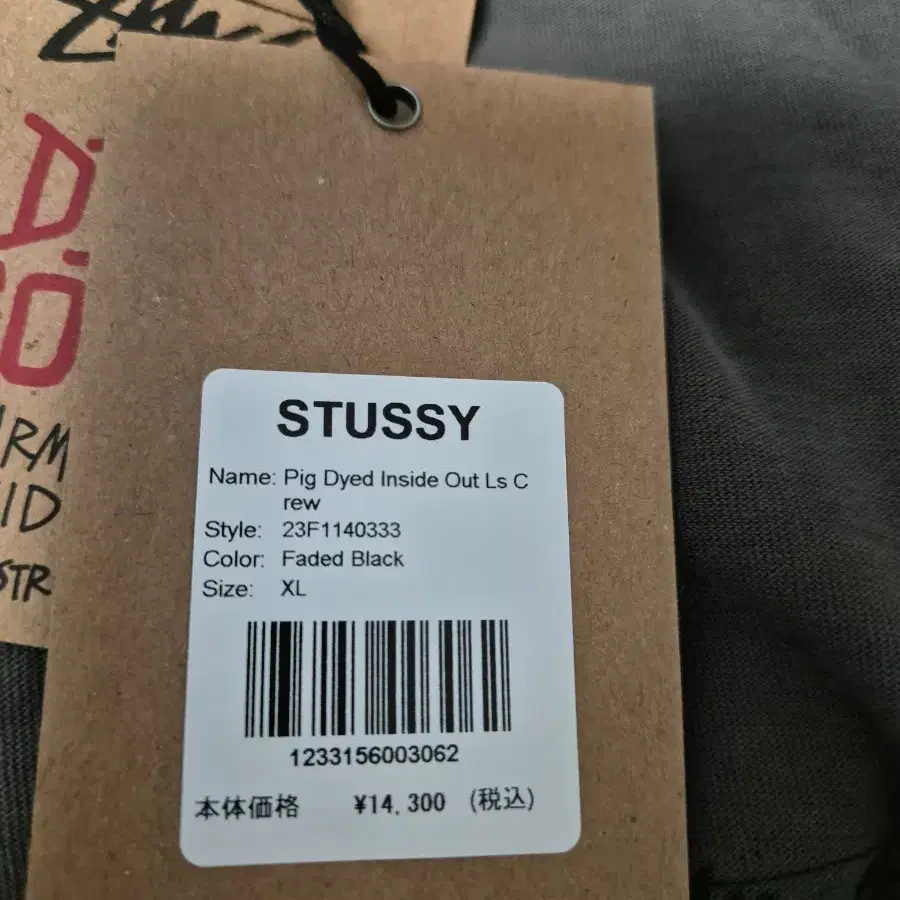 STUSSY
Name: Pig Dyed Inside Out Ls C
rew
Style: 23F1140333
Color: Faded Black
Size: XL
1233156003062
本体価格 ¥14,300 (税込)
D
O
RM
ID
STR